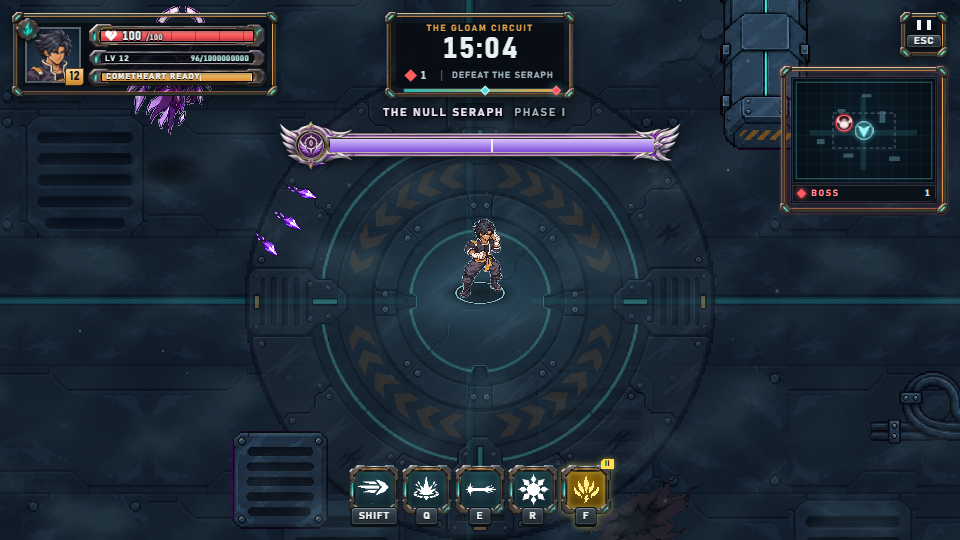 100 /100
LV 12 96/1000000000
12 COMETHEART READY
THE GLOAM CIRCUIT
15:04
1 DEFEAT THE SERAPH
THE NULL SERAPH PHASE I
ESC
BOSS 1
SHIFT Q E R F